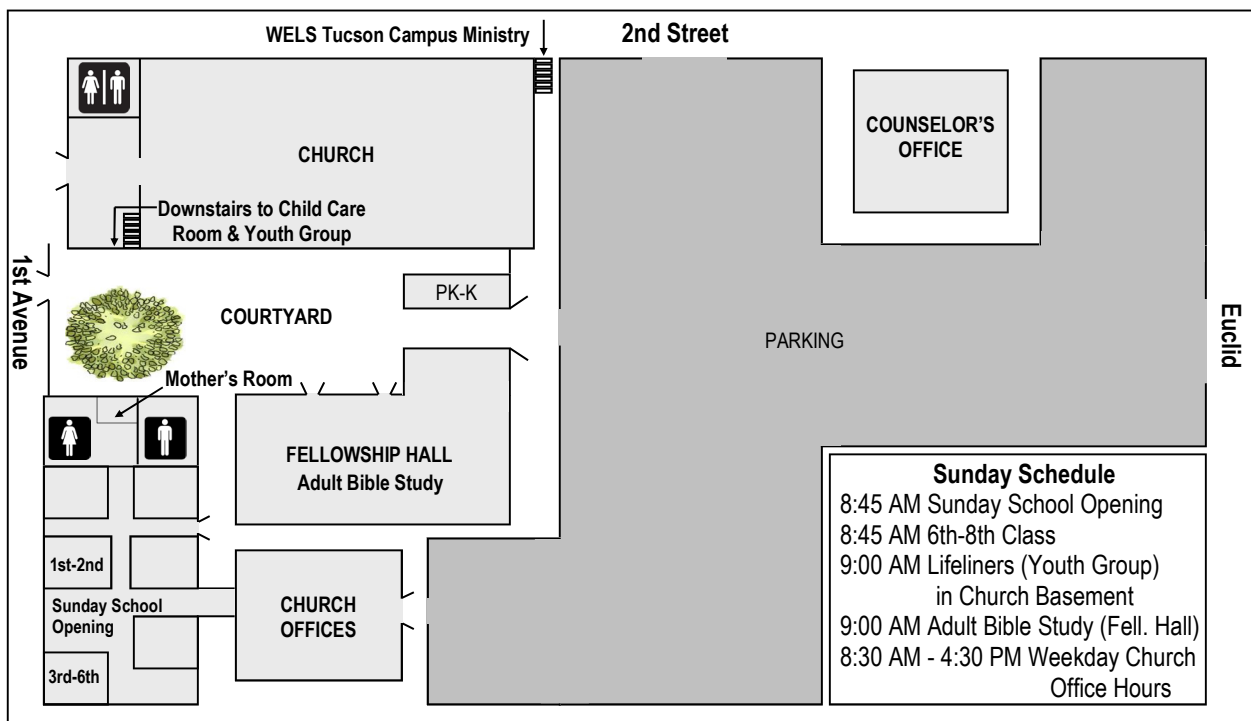 WELS Tucson Campus Ministry
2nd Street
CHURCH
COUNSELOR'S
OFFICE
Downstairs to Child Care
Room & Youth Group
1st Avenue
PK-K
COURTYARD
PARKING
Euclid
Mother's Room
FELLOWSHIP HALL
Adult Bible Study
1st-2nd
Sunday School
Opening
3rd-6th
CHURCH
OFFICES
Sunday Schedule
8:45 AM Sunday School Opening
8:45 AM 6th-8th Class
9:00 AM Lifeliners (Youth Group)
in Church Basement
9:00 AM Adult Bible Study (Fell. Hall)
8:30 AM - 4:30 PM Weekday Church
Office Hours